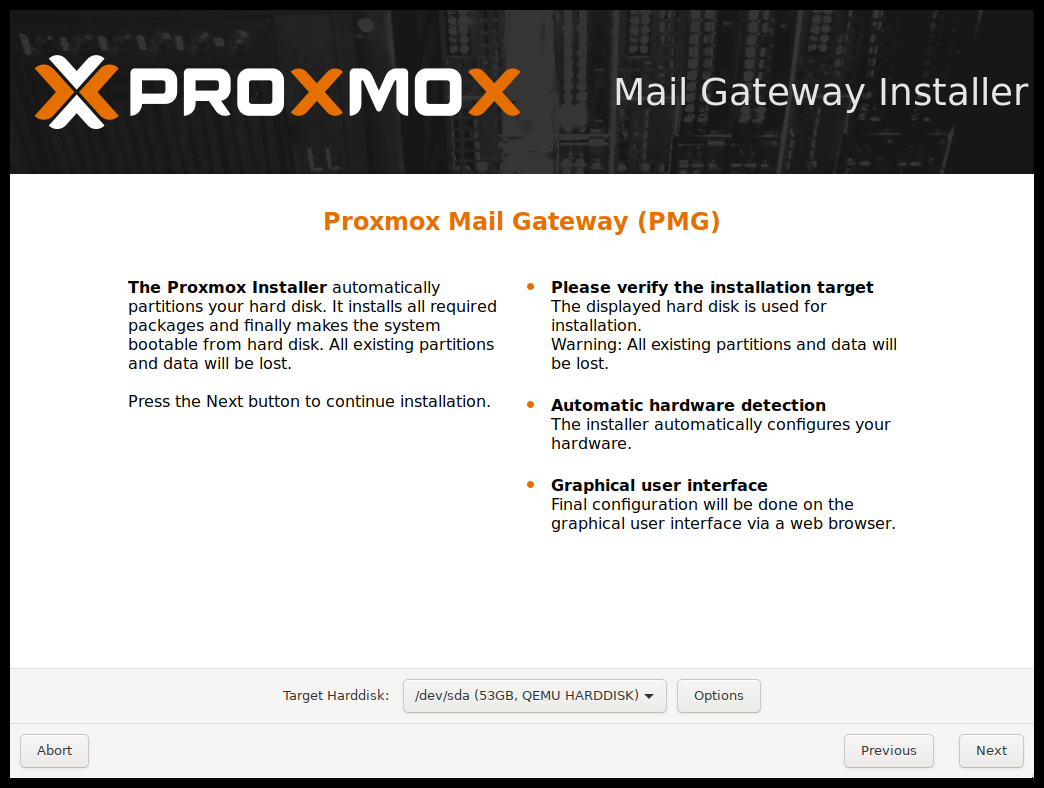 PROXMOX
Mail Gateway Installer
Proxmox Mail Gateway (PMG)
The Proxmox Installer automatically
partitions your hard disk. It installs all required
packages and finally makes the system
bootable from hard disk. All existing partitions
and data will be lost.
Press the Next button to continue installation.
Please verify the installation target
The displayed hard disk is used for
installation.
Warning: All existing partitions and data will
be lost.
Automatic hardware detection
The installer automatically configures your
hardware.
Graphical user interface
Final configuration will be done on the
graphical user interface via a web browser.
Target Harddisk: /dev/sda (53GB, QEMU HARDDISK) Options
Abort Previous Next